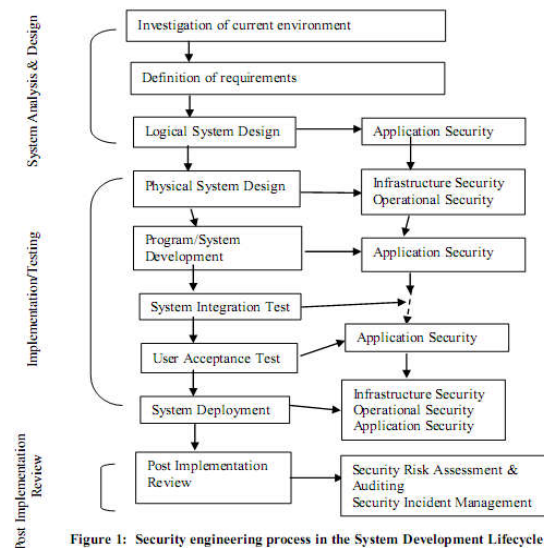 System Analysis & Design
Investigation of current environment
Definition of requirements
Logical System Design
Application Security
Implementation/Testing
Physical System Design
Infrastructure Security
Operational Security
Program/System
Development
Application Security
System Integration Test
User Acceptance Test
Application Security
System Deployment
Infrastructure Security
Operational Security
Application Security
Post Implementation
Review
Post Implementation
Review
Security Risk Assessment &
Auditing
Security Incident Management
Figure 1: Security engineering process in the System Development Lifecycle